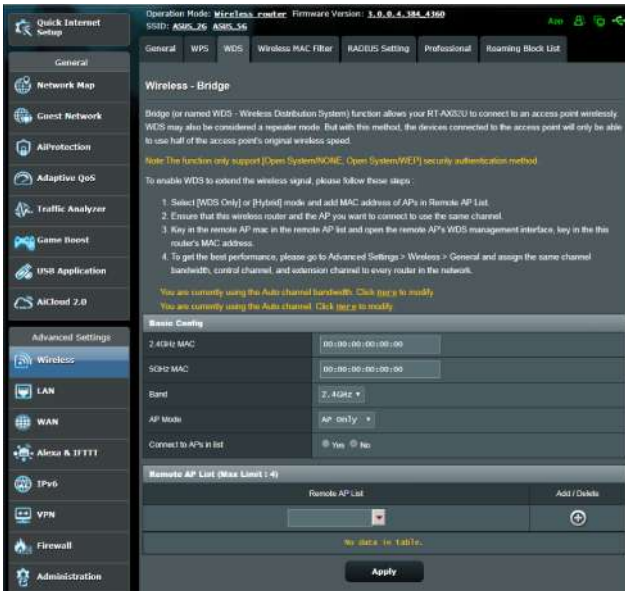 Quick Internet
Setup
General
Network Map
Guest Network
AiProtection
Adaptive QoS
Traffic Analyzer
Game Boost
USB Application
AiCloud 2.0
Advanced Settings
Wireless
LAN
WAN
Alexa & IFTTT
IPv6
VPN
Firewall
Administration
Operation Mode: Wireless router Firmware Version: 3.0.0.4.384_4360
SSID: ASUS_2G ASUS_5G
App
General WPS WDS Wireless MAC Filter RADIUS Setting Professional Roaming Block List
Wireless - Bridge
Bridge (or named WDS - Wireless Distribution System) function allows your RT-AX82U to connect to an access point wirelessly.
WDS may also be considered a repeater mode. But with this method, the devices connected to the access point will only be able
to use half of the access point's original wireless speed.
Note:The function only support [Open System/NONE, Open System/WEP] security authentication method.
To enable WDS to extend the wireless signal, please follow these steps :
1. Select [WDS Only] or [Hybrid] mode and add MAC address of APs in Remote AP List.
2. Ensure that this wireless router and the AP you want to connect to use the same channel.
3. Key in the remote AP mac in the remote AP list and open the remote AP's WDS management interface, key in the this
router's MAC address.
4. To get the best performance, please go to Advanced Settings > Wireless > General and assign the same channel
bandwidth, control channel, and extension channel to every router in the network.
You are currently using the Auto channel bandwidth. Click here to modify
You are currently using the Auto channel. Click here to modify.
Basic Config
2.4GHz MAC 00:00:00:00:00:00
5GHz MAC 00:00:00:00:00:00
Band 2.4GHz
AP Mode AP Only
Connect to APs in list Yes No
Remote AP List (Max Limit : 4)
Remote AP List Add / Delete
No data in table.
Apply